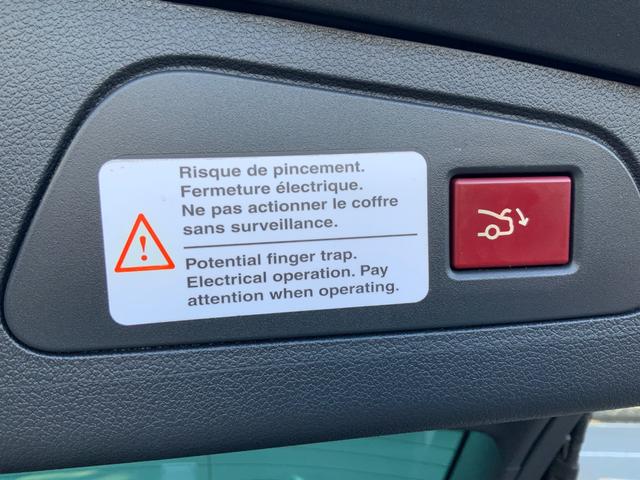 Risque de pincement.
Fermeture électrique.
Ne pas actionner le coffre
sans surveillance.
Potential finger trap.
Electrical operation. Pay
attention when operating.